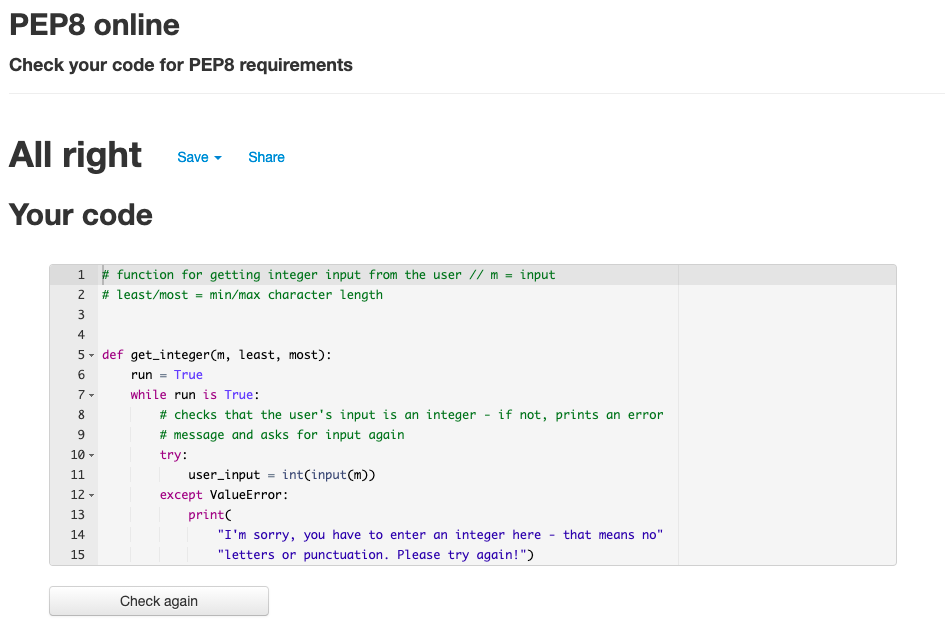 PEP8 online
Check your code for PEP8 requirements
All right Save Share
Your code
1 # function for getting integer input from the user // m = input
2 # least/most = min/max character length
3
4
5 def get_integer(m, least, most):
6 run = True
7 while run is True:
8 # checks that the user's input is an integer - if not, prints an error
9 # message and asks for input again
10 try:
11 user_input = int(input(m))
12 except ValueError:
13 print(
14 "I'm sorry, you have to enter an integer here - that means no"
15 "letters or punctuation. Please try again!")
Check again